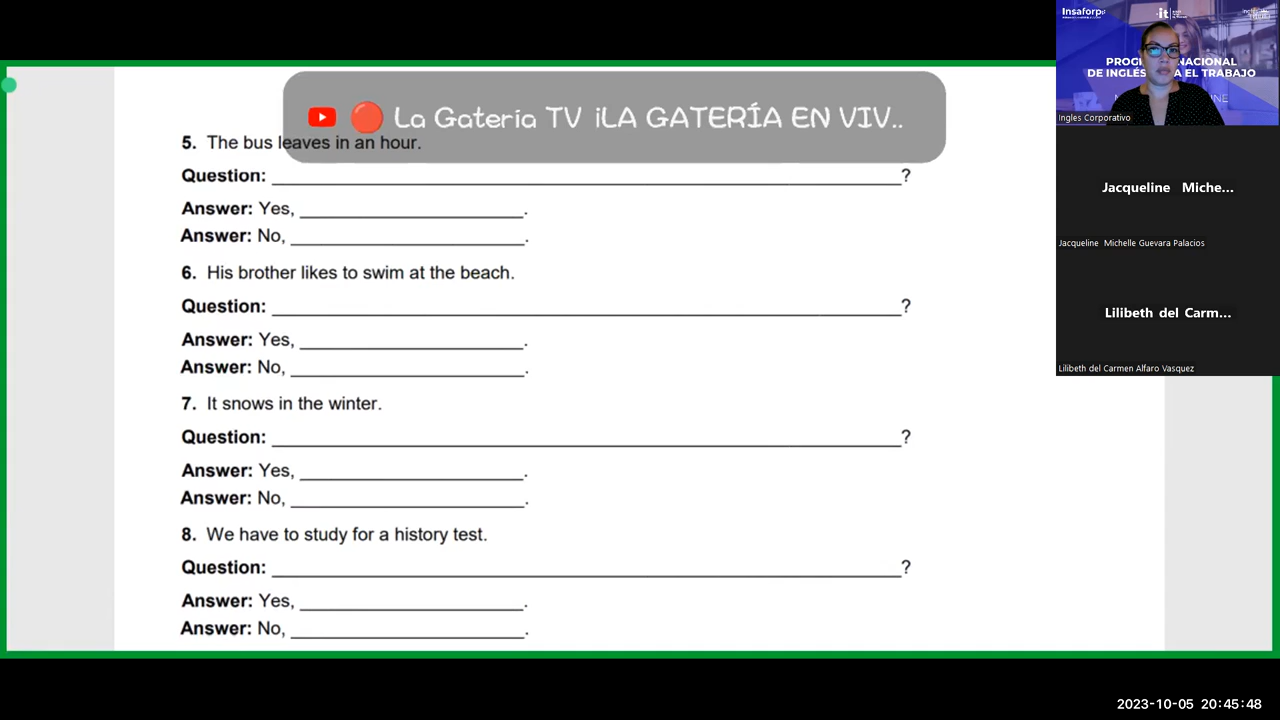 La Gatería TV ¡LA GATERÍA EN VIV..
5. The bus leaves in an hour.
Question: ?
Answer: Yes, .
Answer: No, .
6. His brother likes to swim at the beach.
Question: ?
Answer: Yes, .
Answer: No, .
7. It snows in the winter.
Question: ?
Answer: Yes, .
Answer: No, .
8. We have to study for a history test.
Question: ?
Answer: Yes, .
Answer: No, .
Insaforp
it
NACIONAL
DE INGLÉS A EL TRABAJO
Ingles Corporativo
Jacqueline Miche...
Jacqueline Michelle Guevara Palacios
Lilibeth del Carm...
Lilibeth del Carmen Alfaro Vasquez
2023-10-05 20:45:48